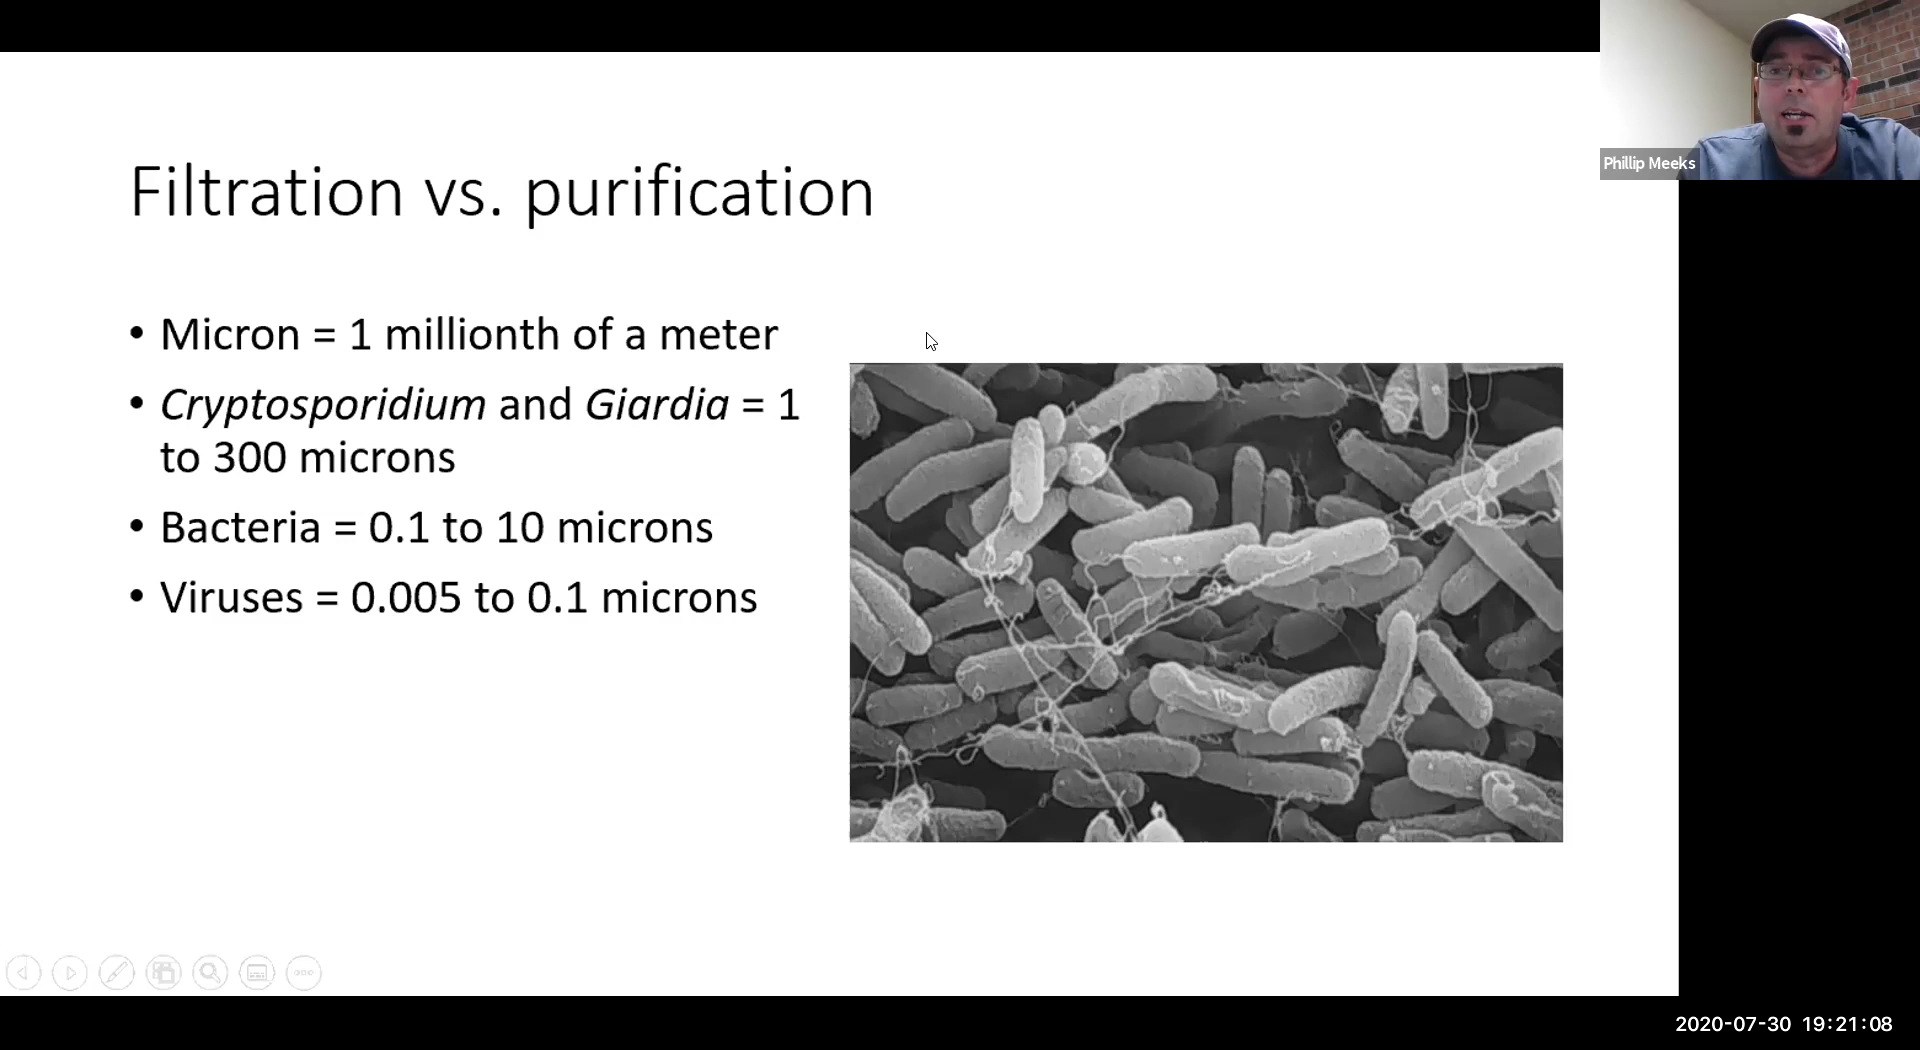 Phillip Meeks
Filtration vs. purification
• Micron = 1 millionth of a meter
• Cryptosporidium and Giardia = 1
to 300 microns
• Bacteria = 0.1 to 10 microns
• Viruses = 0.005 to 0.1 microns
2020-07-30 19:21:08